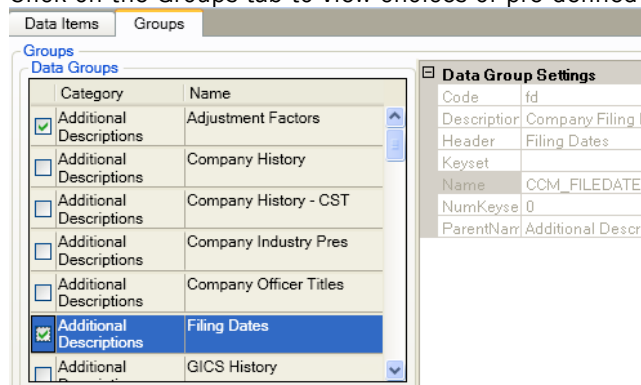 Click on the Groups tab to view choices of pre-defined
Data Items Groups
Groups
Data Groups
Category Name
Additional Descriptions Adjustment Factors
Additional Descriptions Company History
Additional Descriptions Company History - CST
Additional Descriptions Company Industry Pres
Additional Descriptions Company Officer Titles
Additional Descriptions Filing Dates
Additional GICS History
Data Group Settings
Code fd
Descriptior Company Filing
Header Filing Dates
Keyset
Name CCM_FILEDATE
NumKeyse 0
ParentNam Additional Descr